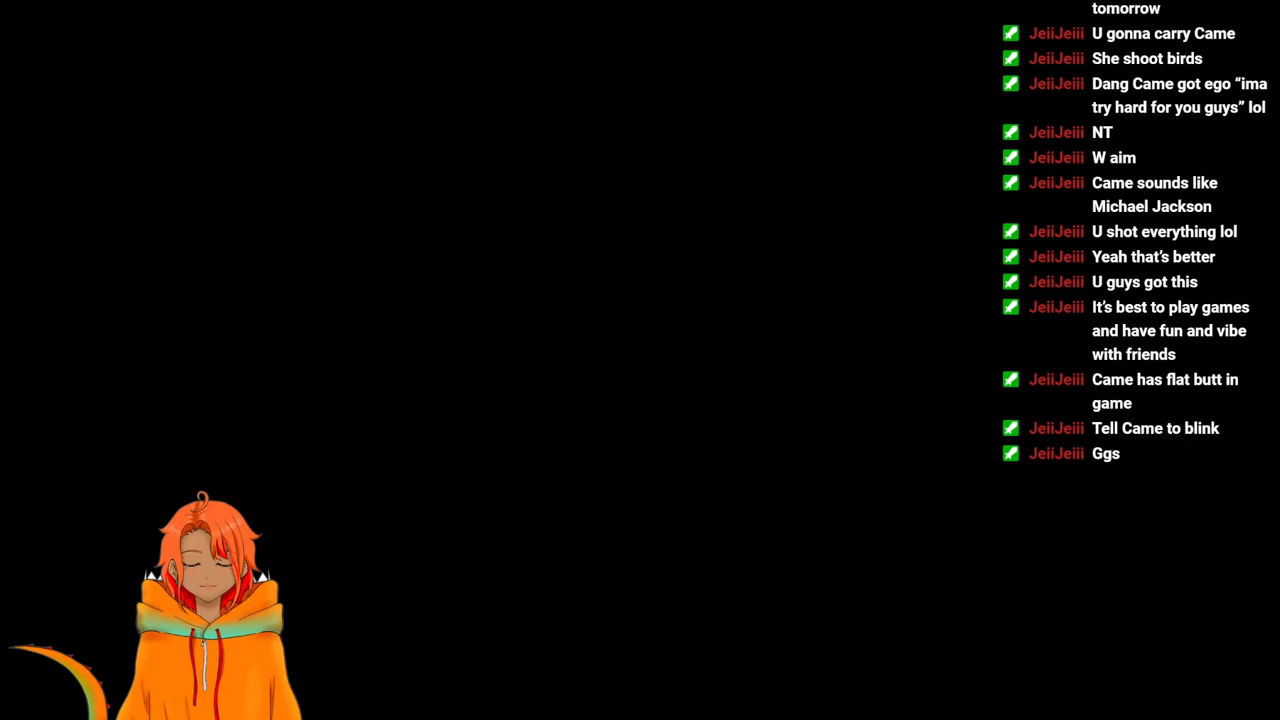 tomorrow
JeiiJeiii U gonna carry Came
JeiiJeiii She shoot birds
JeiiJeiii Dang Came got ego “ima
try hard for you guys” lol
JeiiJeiii NT
JeiiJeiii W aim
JeiiJeiii Came sounds like
Michael Jackson
JeiiJeiii U shot everything lol
JeiiJeiii Yeah that’s better
JeiiJeiii U guys got this
JeiiJeiii It’s best to play games
and have fun and vibe
with friends
JeiiJeiii Came has flat butt in
game
JeiiJeiii Tell Came to blink
JeiiJeiii Ggs